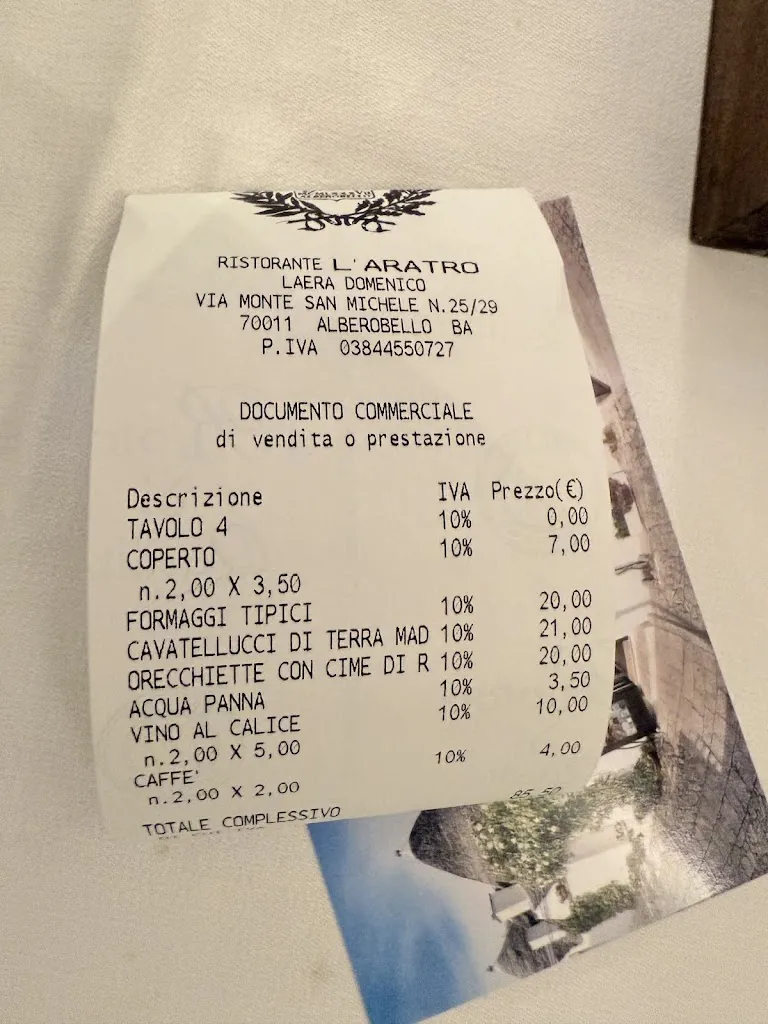 RISTORANTE L'ARATRO
LAERA DOMENICO
VIA MONTE SAN MICHELE N.25/29
70011 ALBEROBELLO BA
P.IVA 03844550727
DOCUMENTO COMMERCIALE
di vendita o prestazione
Descrizione IVA Prezzo(€)
TAVOLO 4 10% 0,00
COPERTO 10% 7,00
n.2,00 X 3,50
FORMAGGI TIPICI 10% 20,00
CAVATELLUCCI DI TERRA MAD 10% 21,00
ORECCHIETTE CON CIME DI R 10% 20,00
ACQUA PANNA 10% 3,50
VINO AL CALICE 10% 10,00
n.2,00 X 5,00
CAFFE' 10% 4,00
n.2,00 X 2,00
TOTALE COMPLESSIVO 85,50